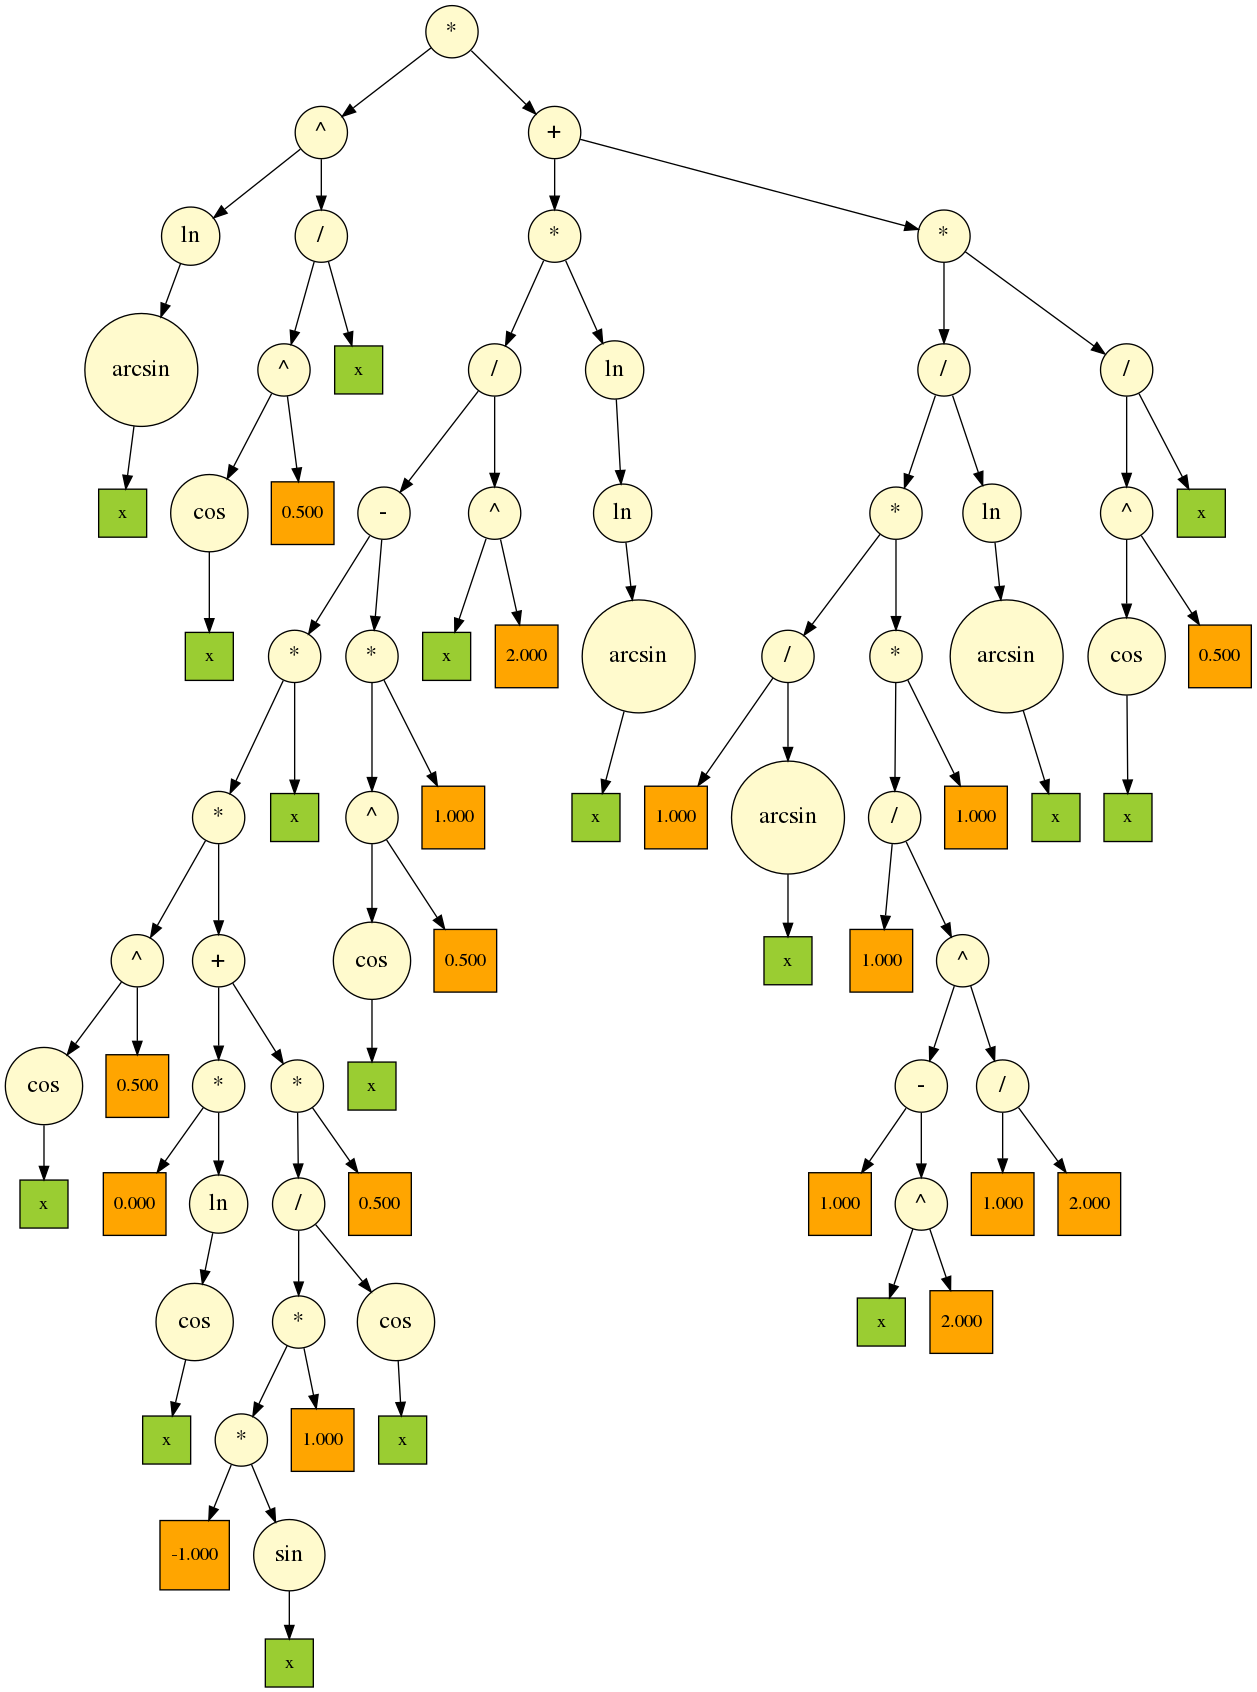 *
^ +
ln / * *
arcsin ^ x / ln / /
x cos 0.500 - ^ ln * ln ^ x
x * * x 2.000 arcsin / * arcsin cos 0.500
* x ^ 1.000 x 1.000 arcsin / 1.000 x x
^ + cos 0.500 x 1.000 ^
cos 0.500 * * x - /
x 0.000 ln / 0.500 1.000 ^ 1.000 2.000
cos * cos x 2.000
x * 1.000 x
-1.000 sin
x